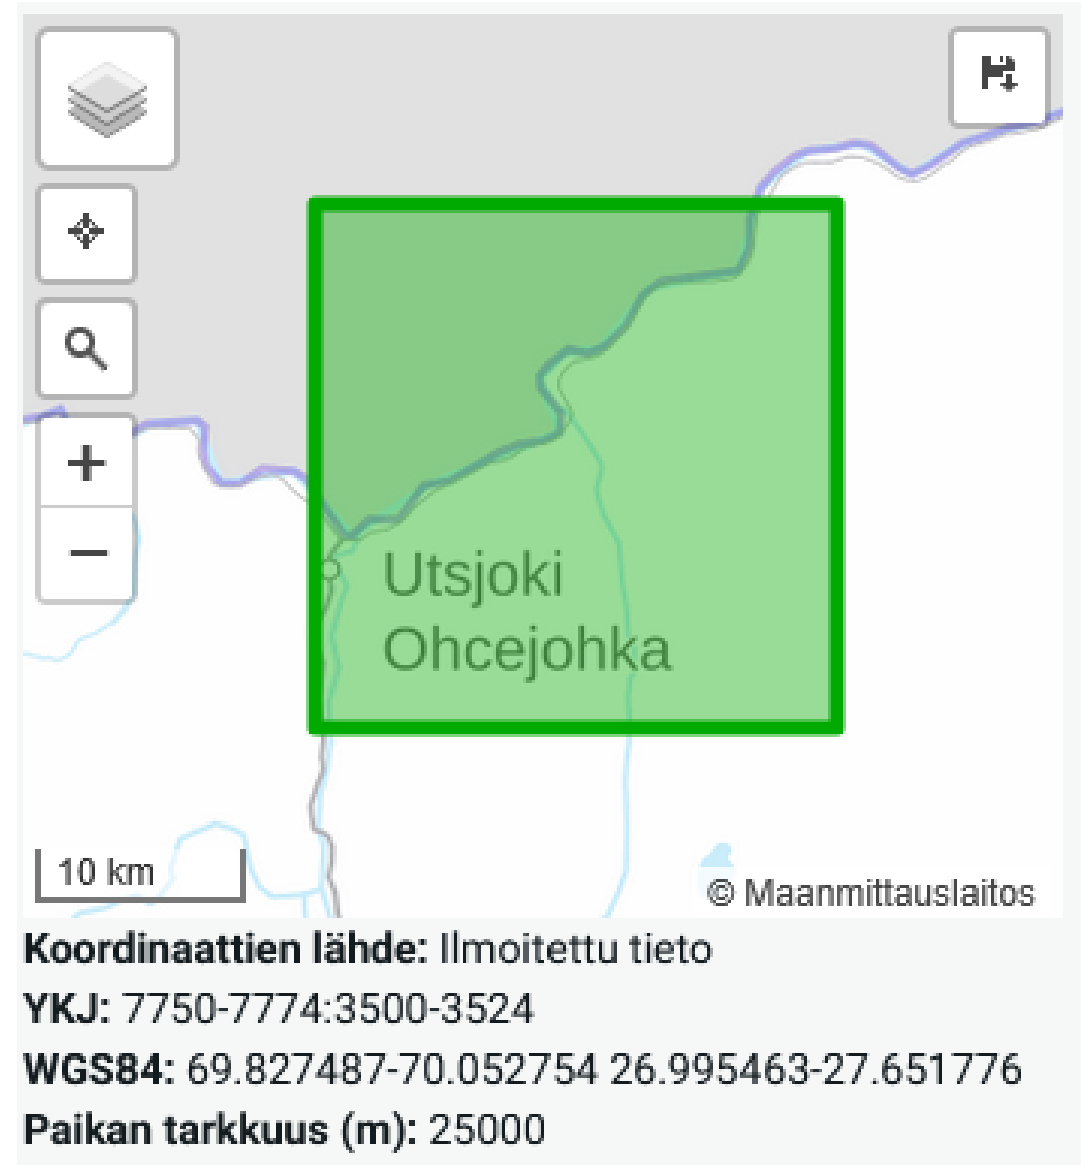 +
−
Utsjoki
Ohcejohka
10 km
© Maanmittauslaitos
Koordinaattien lähde: Ilmoitettu tieto
YKJ: 7750-7774:3500-3524
WGS84: 69.827487-70.052754 26.995463-27.651776
Paikan tarkkuus (m): 25000